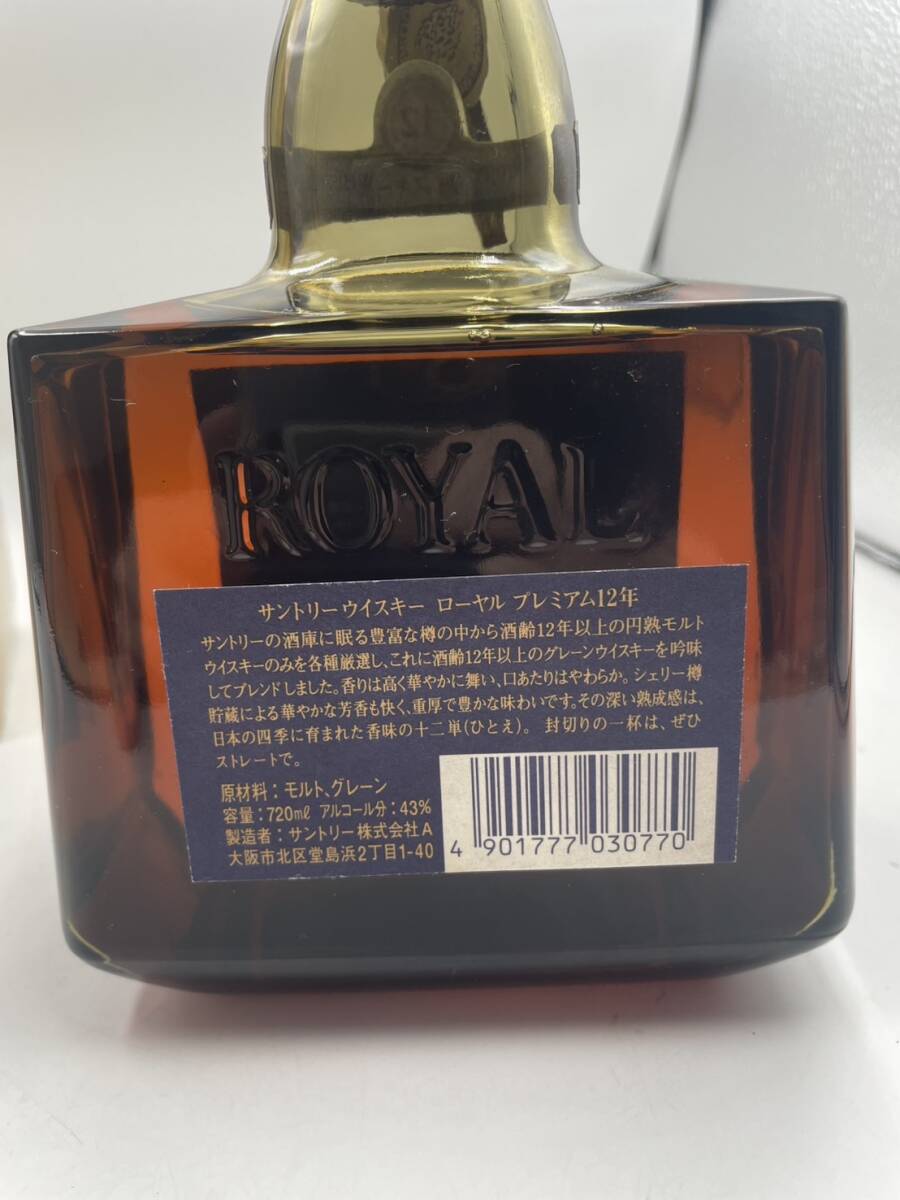 12
ROYAL
サントリーウイスキー ローヤル プレミアム12年
サントリーの酒庫に眠る豊富な樽の中から酒齢12年以上の円熟モルト
ウイスキーのみを各種厳選し、これに酒齢12年以上のグレーンウイスキーを吟味
してブレンドしました。香りは高く華やかに舞い、口あたりはやわらか。シェリー樽
貯蔵による華やかな芳香も快く、重厚で豊かな味わいです。その深い熟成感は、
日本の四季に育まれた香味の十二単(ひとえ)。 封切りの一杯は、ぜひ
ストレートで。
原材料：モルト、グレーン
容量：720㎖ アルコール分：43%
製造者：サントリー株式会社A
大阪市北区堂島浜2丁目1-40
4 901777 030770